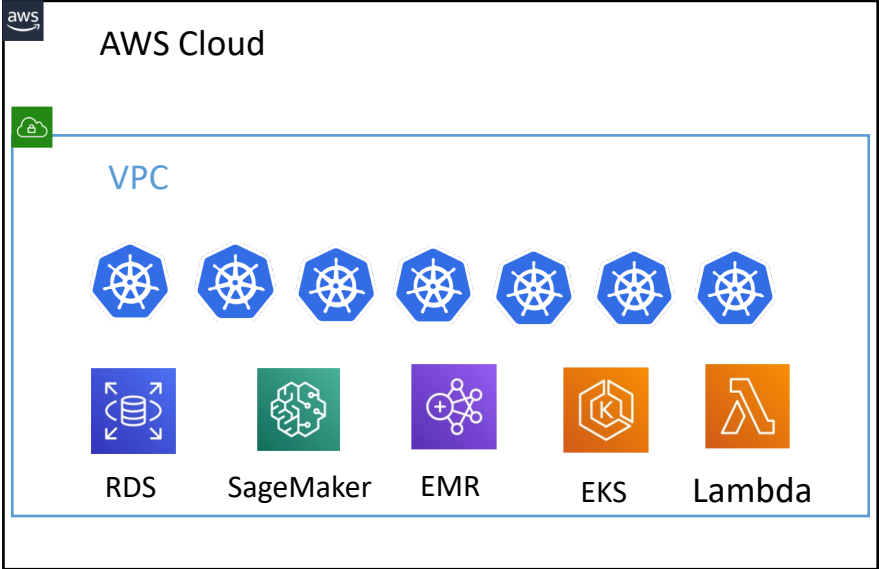 aws
AWS Cloud
VPC
K
RDS
SageMaker
EMR
EKS
Lambda